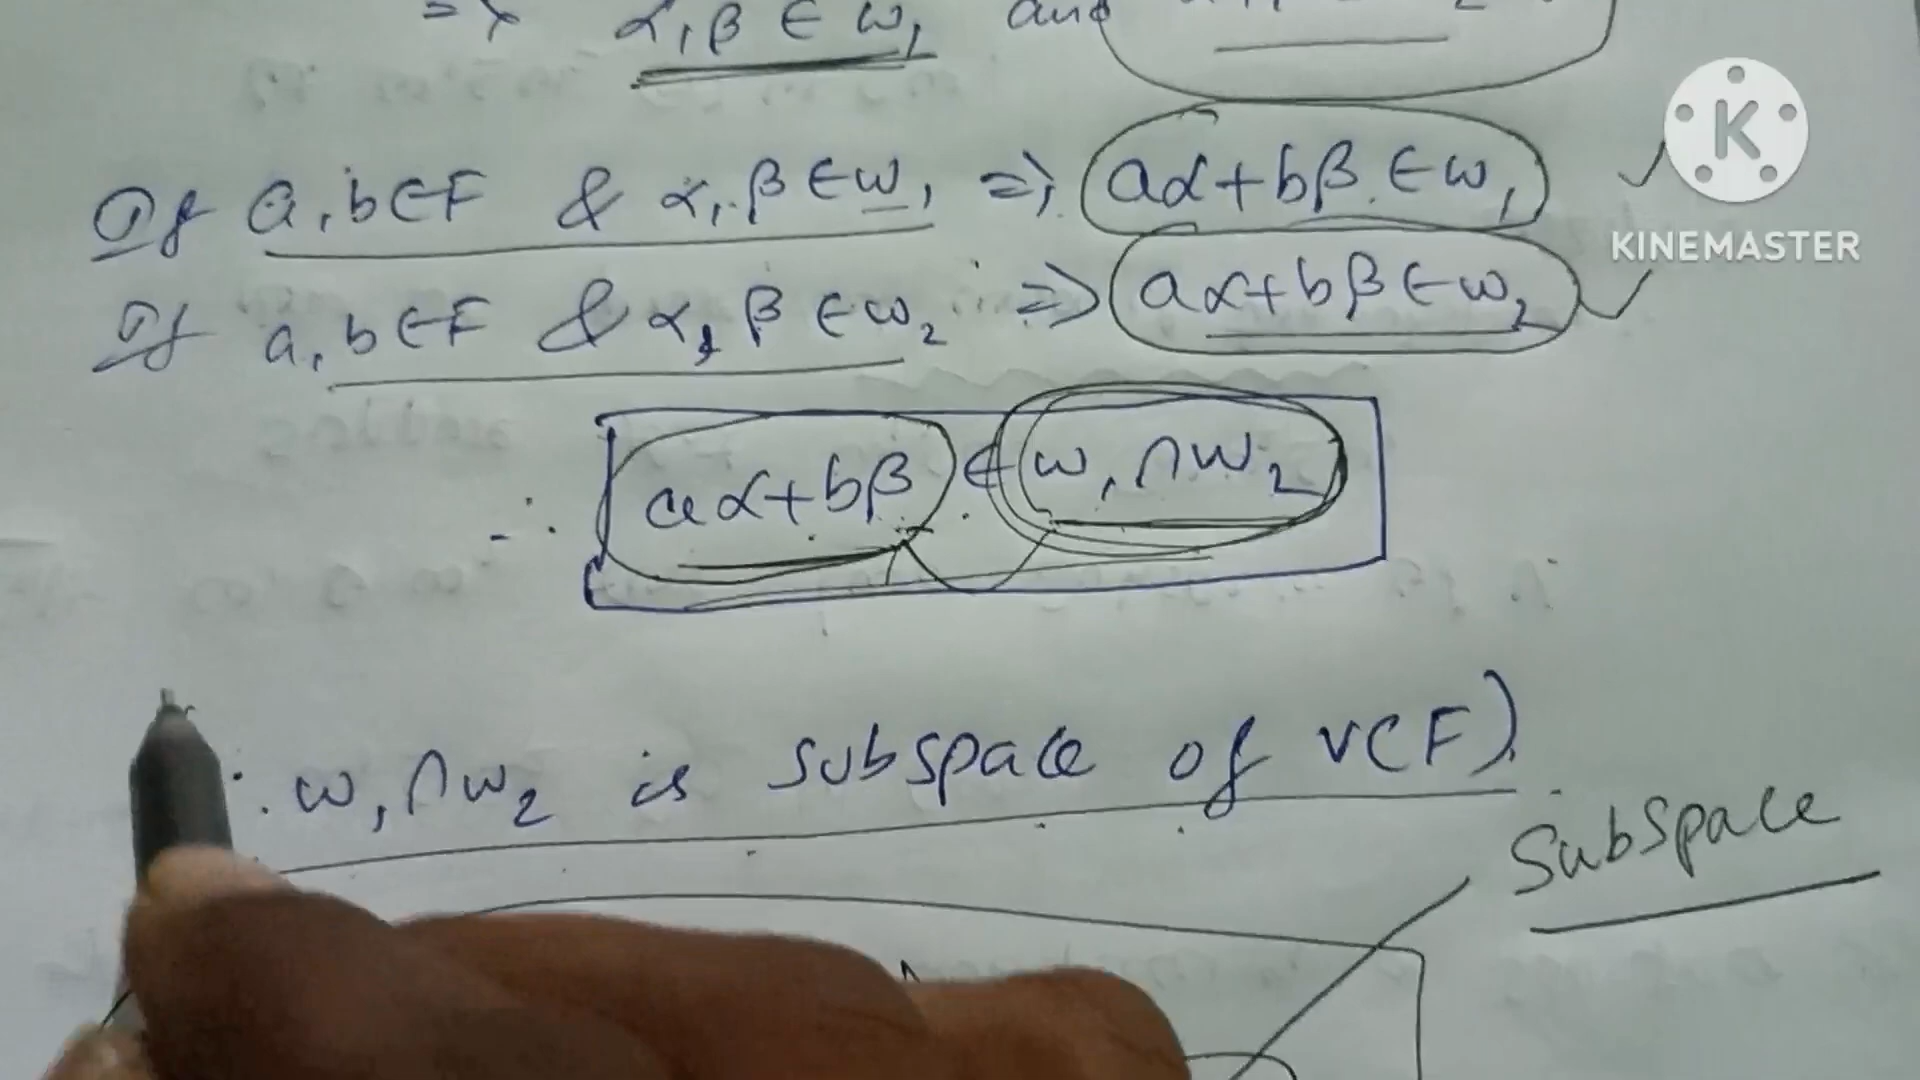 => α, β ∈ W₁ and
If a, b ∈ F & α, β ∈ W₁ => aα+bβ ∈ W₁ ✓
If a, b ∈ F & α, β ∈ W₂ => aα+bβ ∈ W₂ ✓
∴ aα+bβ ∈ W₁∩W₂
∴ W₁∩W₂ is subspace of V(F).
Subspace
K
KINEMASTER